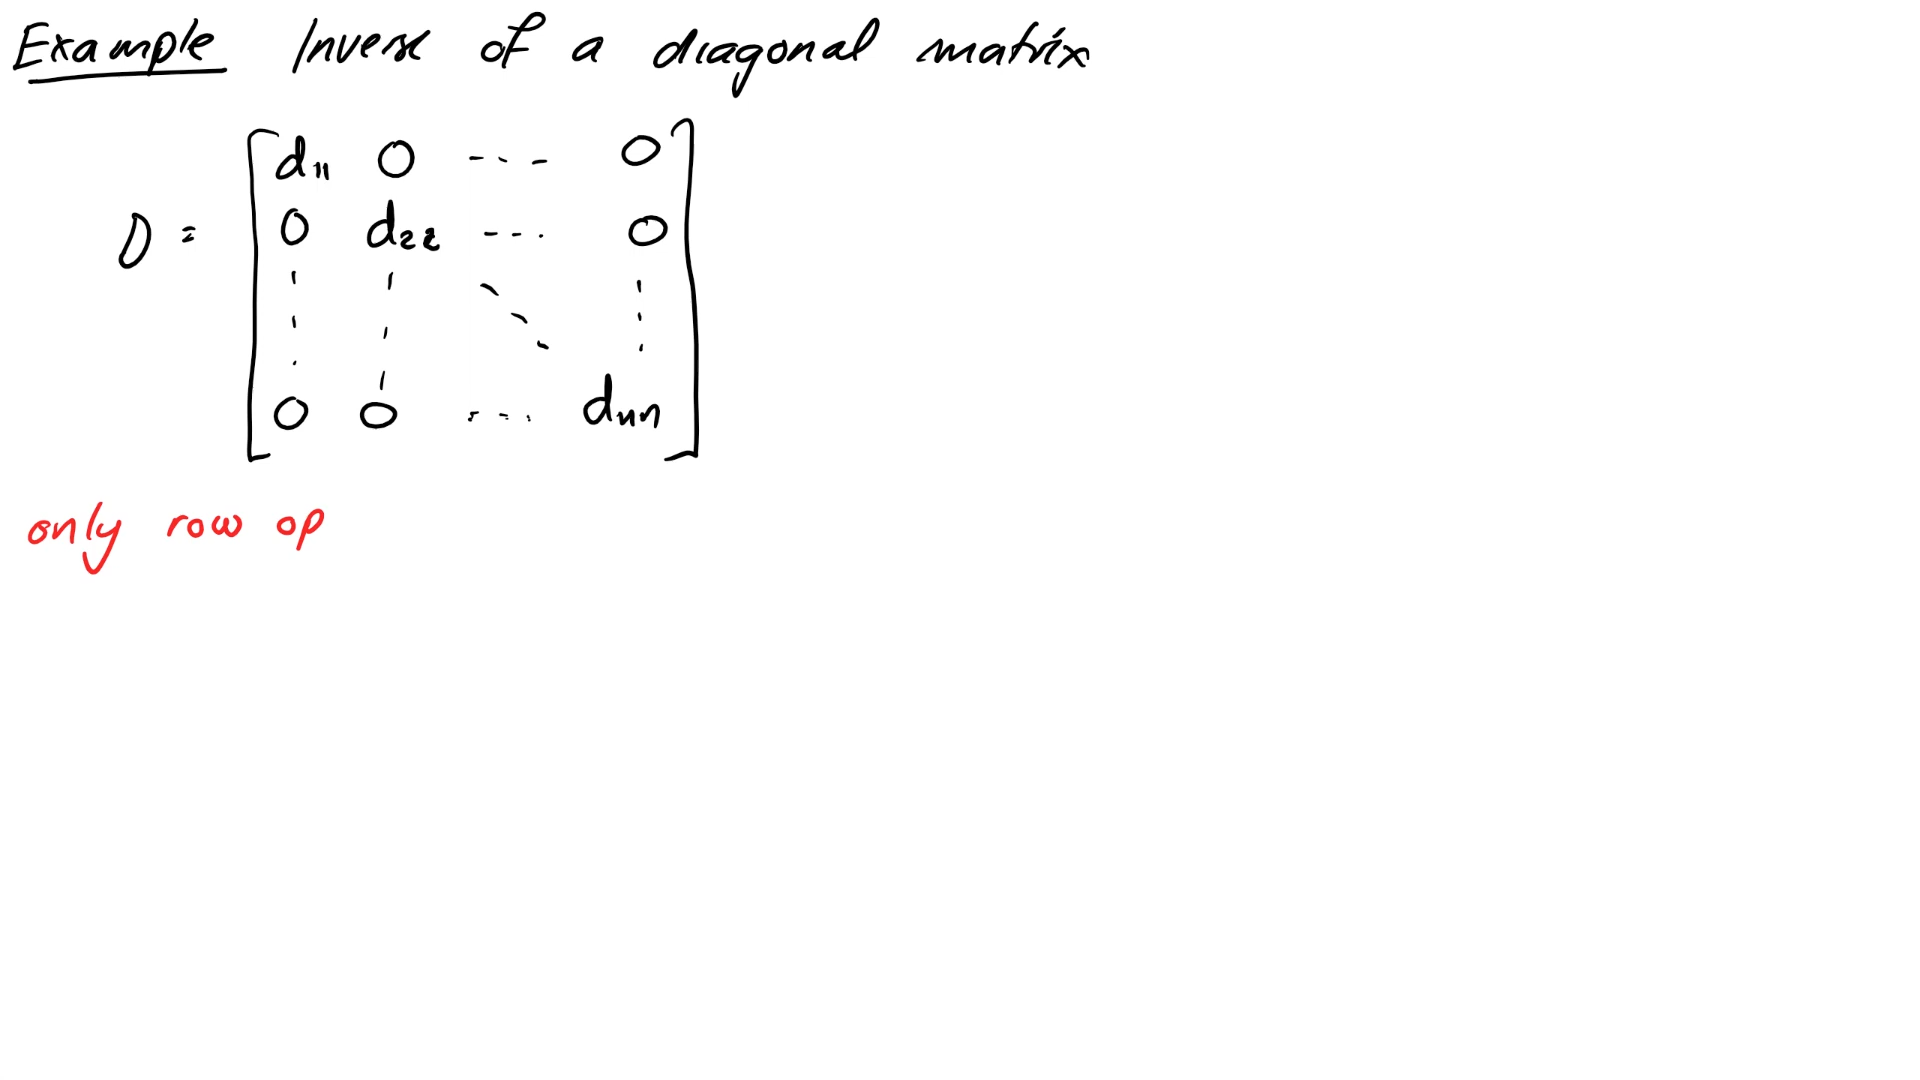 Example Inverse of a diagonal matrix
d₁₁ 0 --- 0
D = 0 d₂₂ --- 0
0 0 --- dₙₙ
only row op